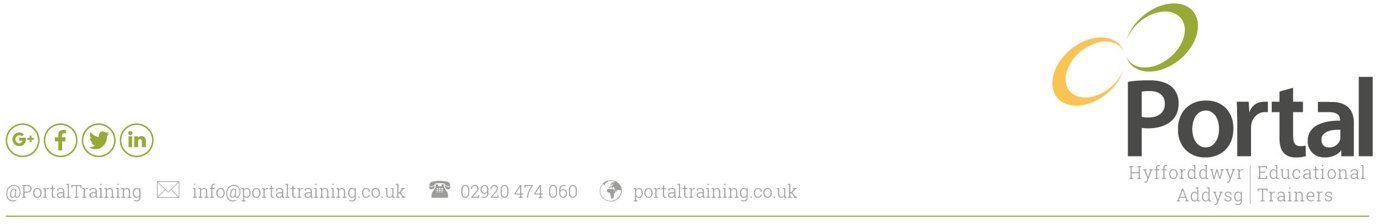 Portal
Hyfforddwyr Educational
Addysg Trainers
@PortalTraining info@portaltraining.co.uk 02920 474 060 portaltraining.co.uk